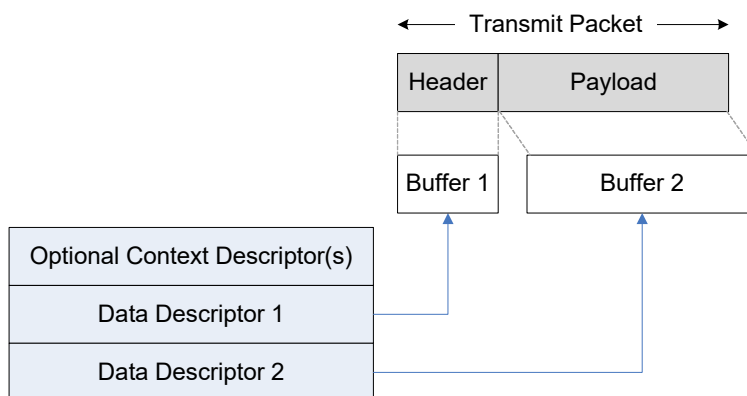 Transmit Packet
Header Payload
Buffer 1 Buffer 2
Optional Context Descriptor(s)
Data Descriptor 1
Data Descriptor 2